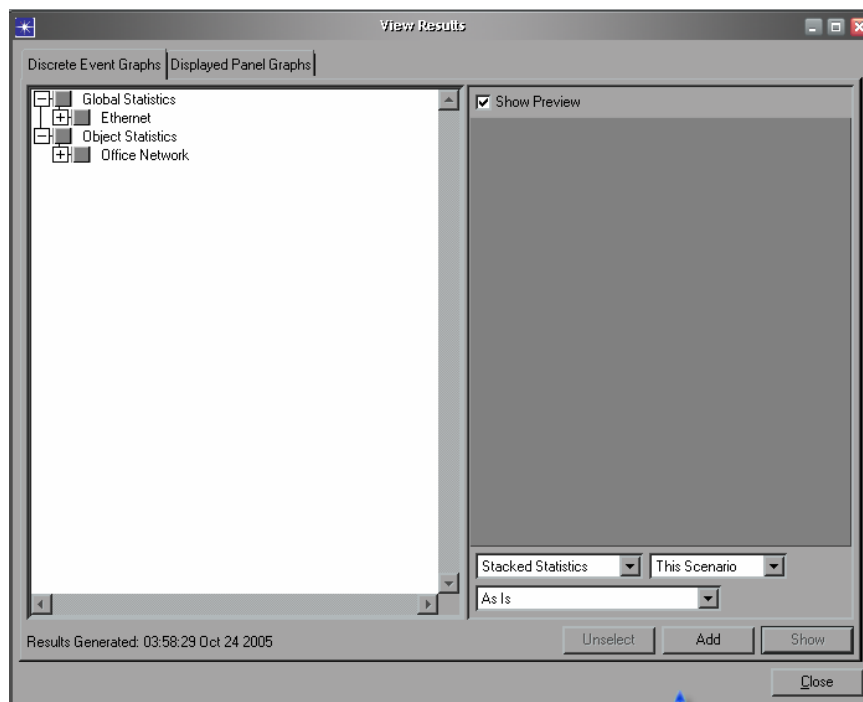 View Results
Discrete Event Graphs
Displayed Panel Graphs
Global Statistics
Ethernet
Object Statistics
Office Network
Show Preview
Stacked Statistics
This Scenario
As Is
Results Generated: 03:58:29 Oct 24 2005
Unselect
Add
Show
Close